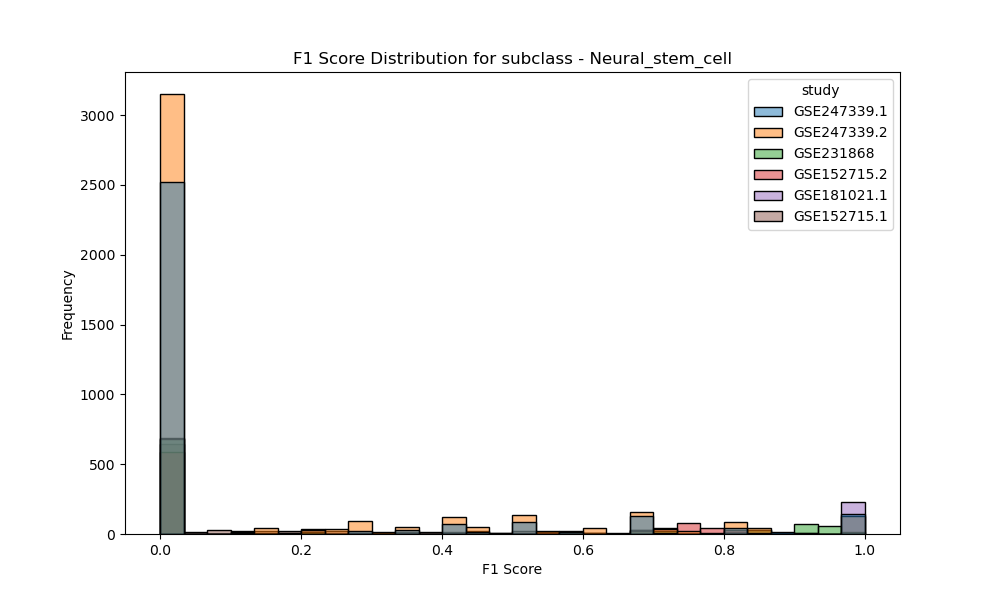 F1 Score Distribution for subclass - Neural_stem_cell
study
GSE247339.1
GSE247339.2
GSE231868
GSE152715.2
GSE181021.1
GSE152715.1
Frequency
3000
2500
2000
1500
1000
500
0
0.0 0.2 0.4 0.6 0.8 1.0
F1 Score